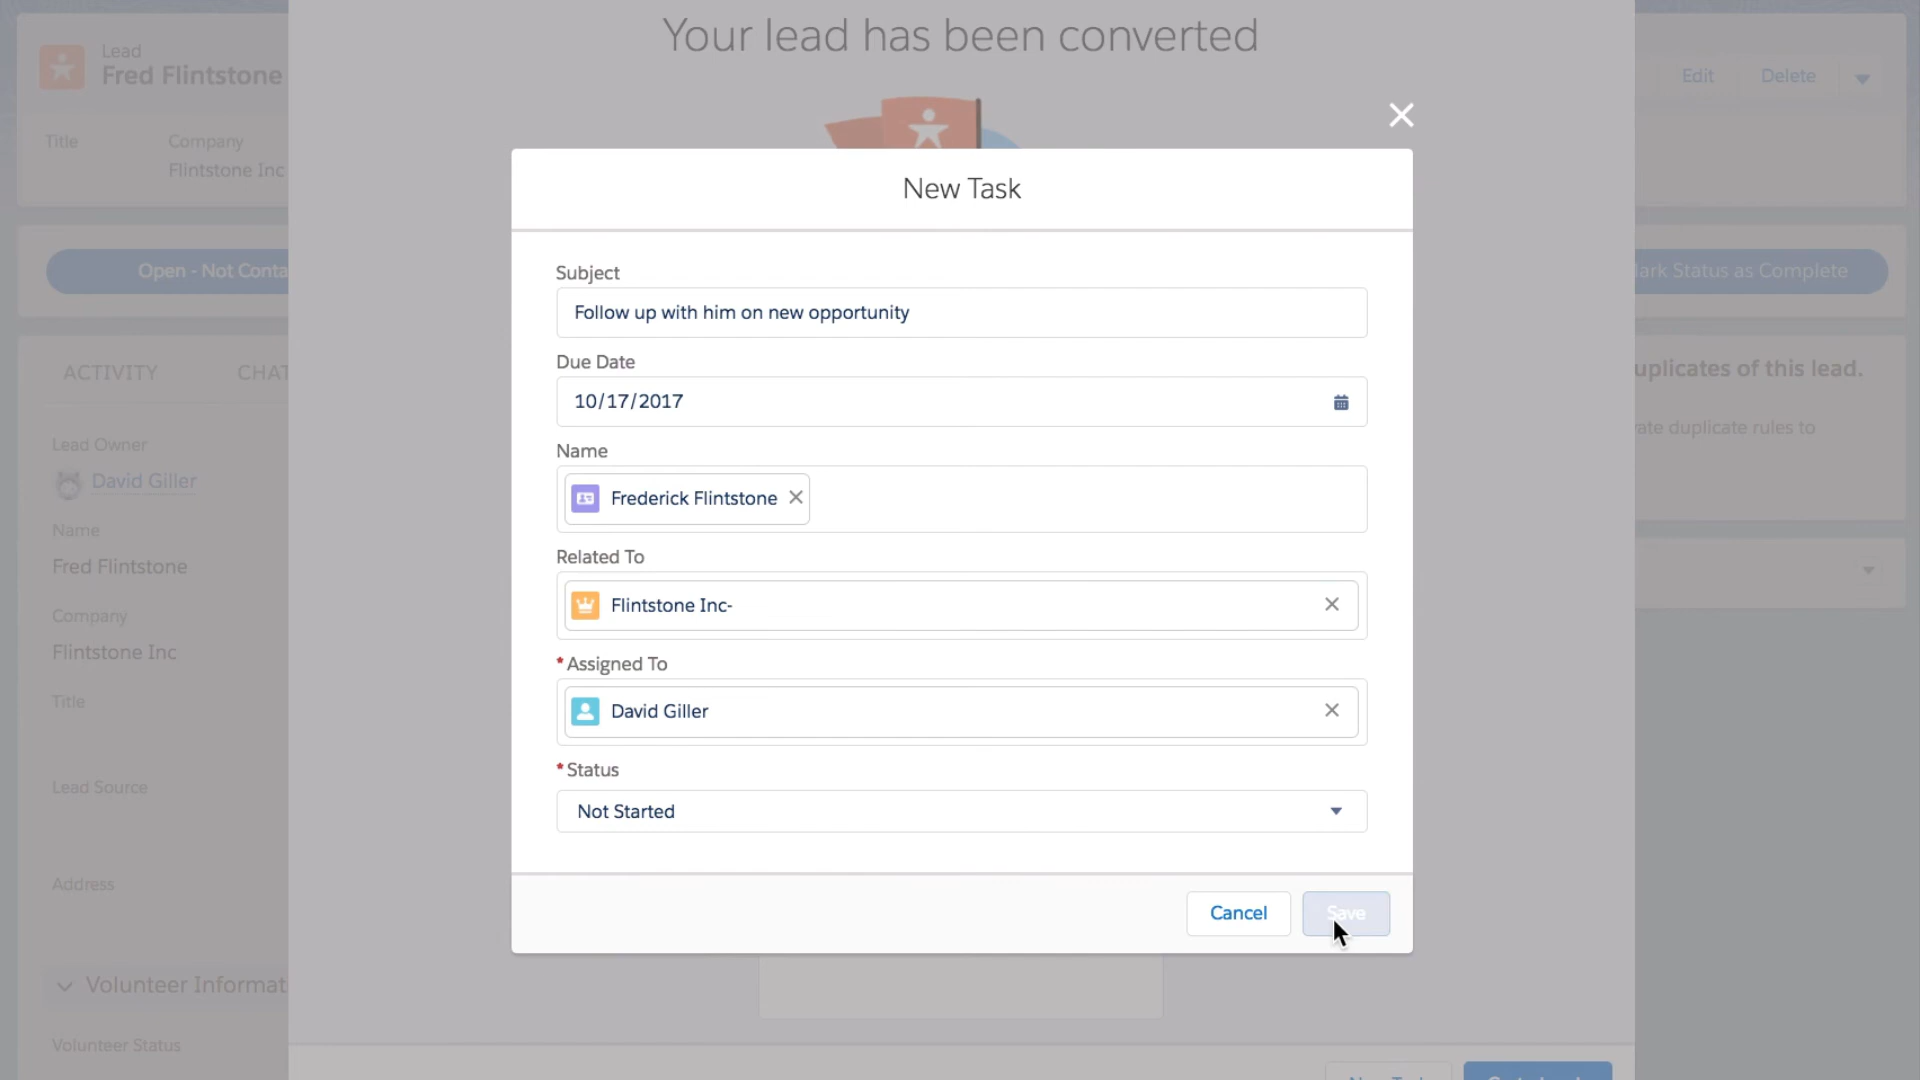 Your lead has been converted
Lead
Fred Flintstone
Edit
Delete
Title
Company
Flintstone Inc
New Task
Open - Not Conta
Mark Status as Complete
Subject
Follow up with him on new opportunity
ACTIVITY
CHAT
Due Date
10/17/2017
uplicates of this lead.
ate duplicate rules to
Lead Owner
David Giller
Name
Frederick Flintstone
Name
Fred Flintstone
Related To
Flintstone Inc-
Company
Flintstone Inc
* Assigned To
David Giller
Title
* Status
Not Started
Lead Source
Address
Cancel
Save
Volunteer Informat
Volunteer Status